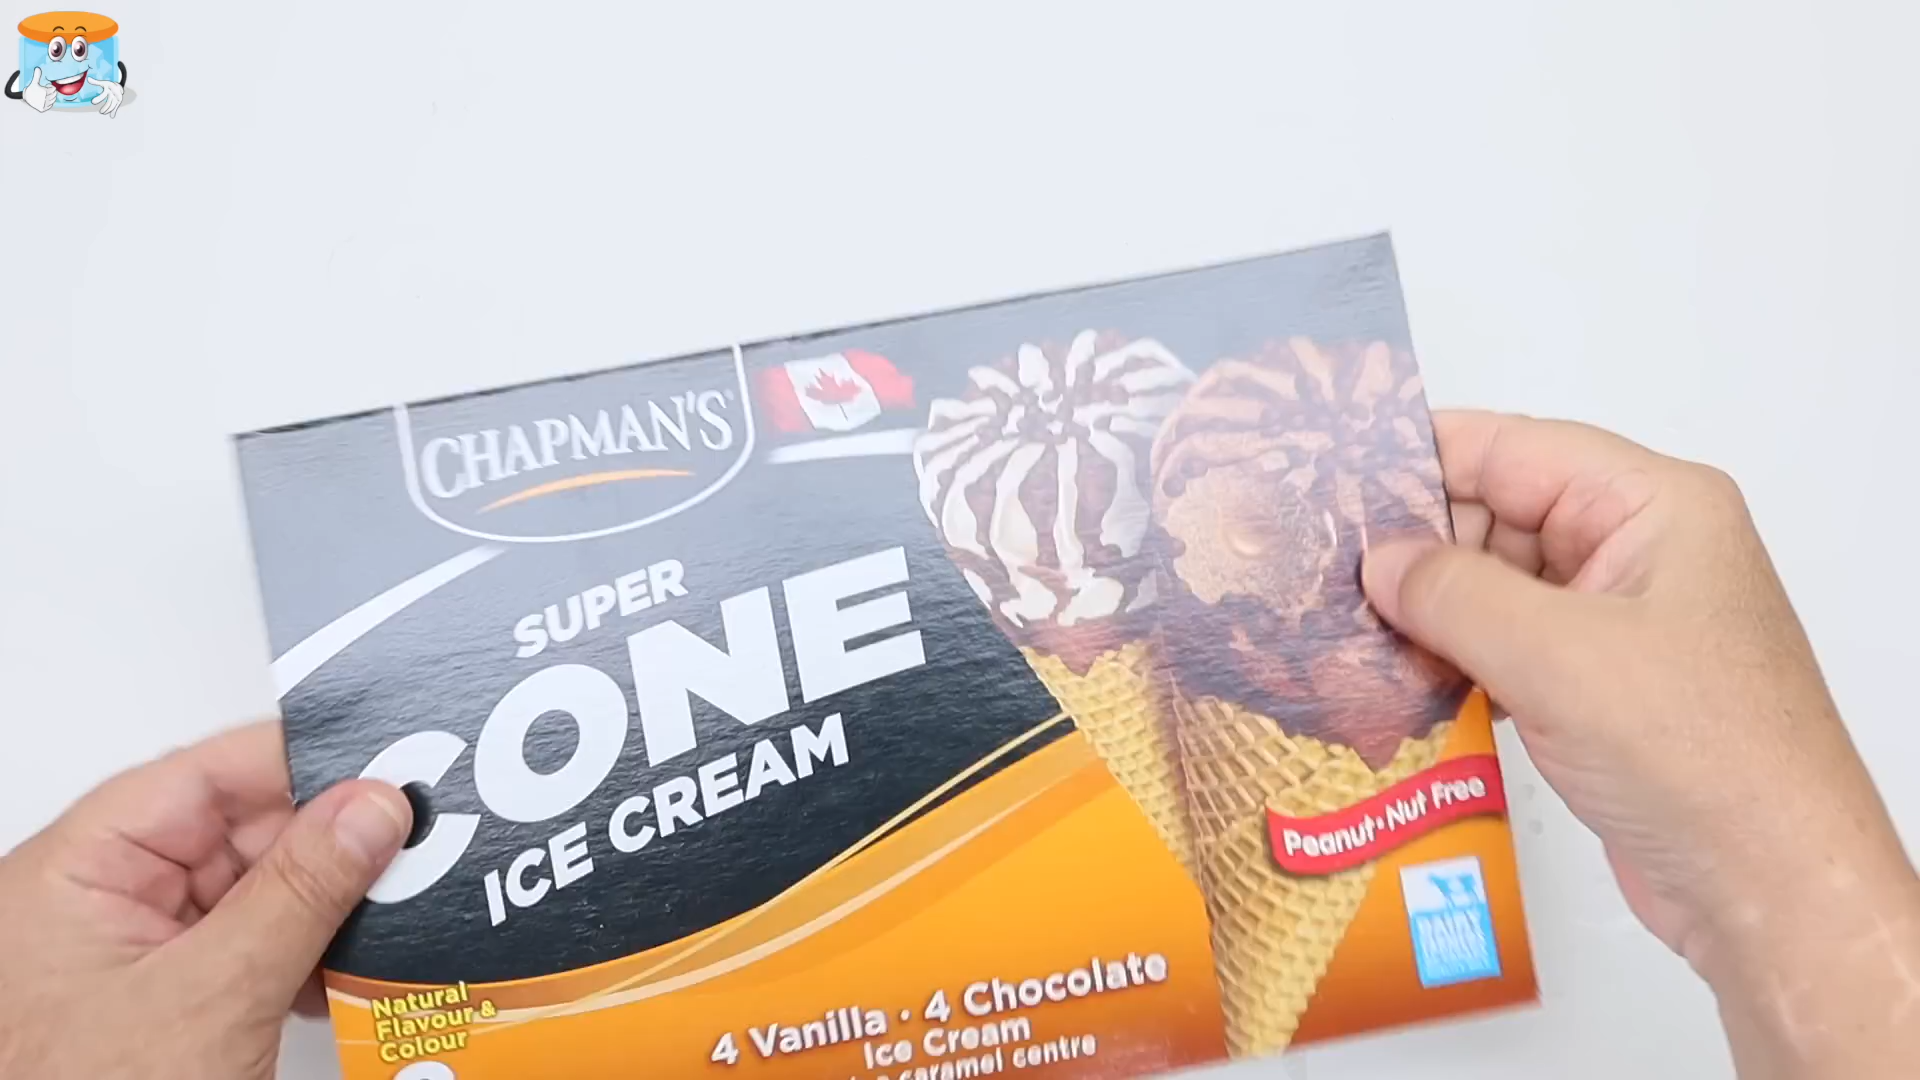 CHAPMAN'S
SUPER
CONE
ICE CREAM
Peanut • Nut Free
DAIRY
Natural
Flavour &
Colour
4 Vanilla • 4 Chocolate
Ice Cream
caramel centre